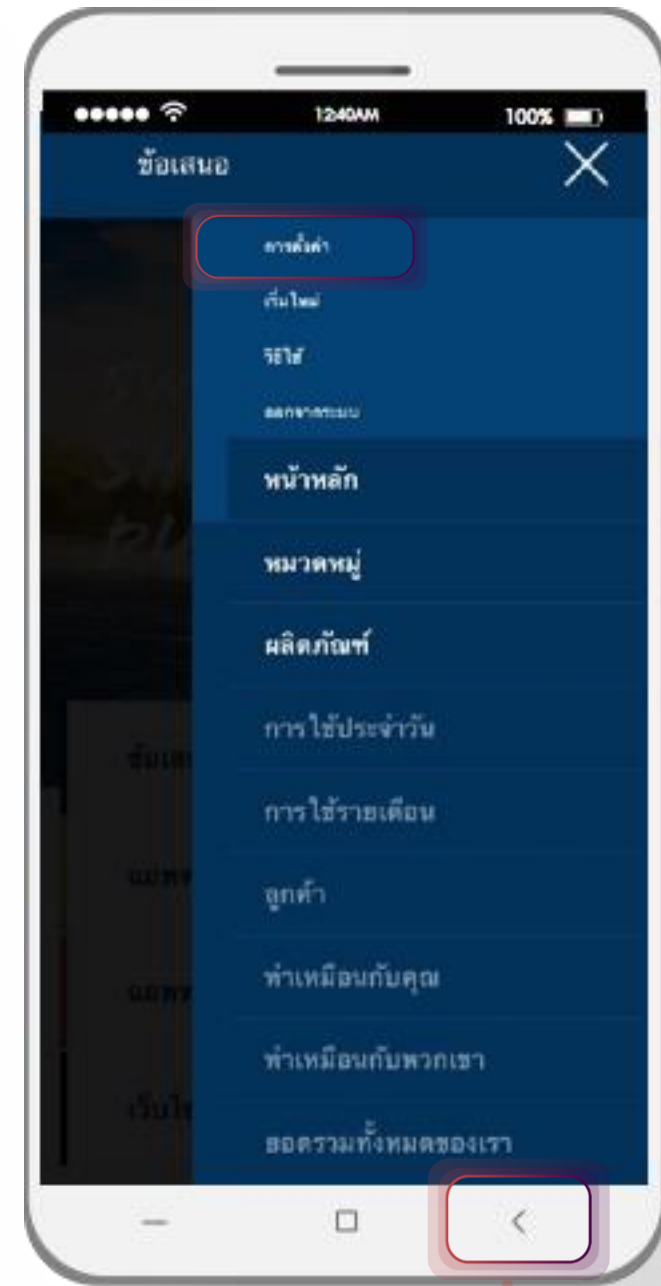 12:40AM
100%
ข้อเสนอ
การตั้งค่า
เริ่มใหม่
วิธีใช้
ออกจากระบบ
หน้าหลัก
หมวดหมู่
ผลิตภัณฑ์
การใช้ประจำวัน
การใช้รายเดือน
ลูกค้า
ทำเหมือนกับคุณ
ทำเหมือนกับพวกเขา
ยอดรวมทั้งหมดของเรา